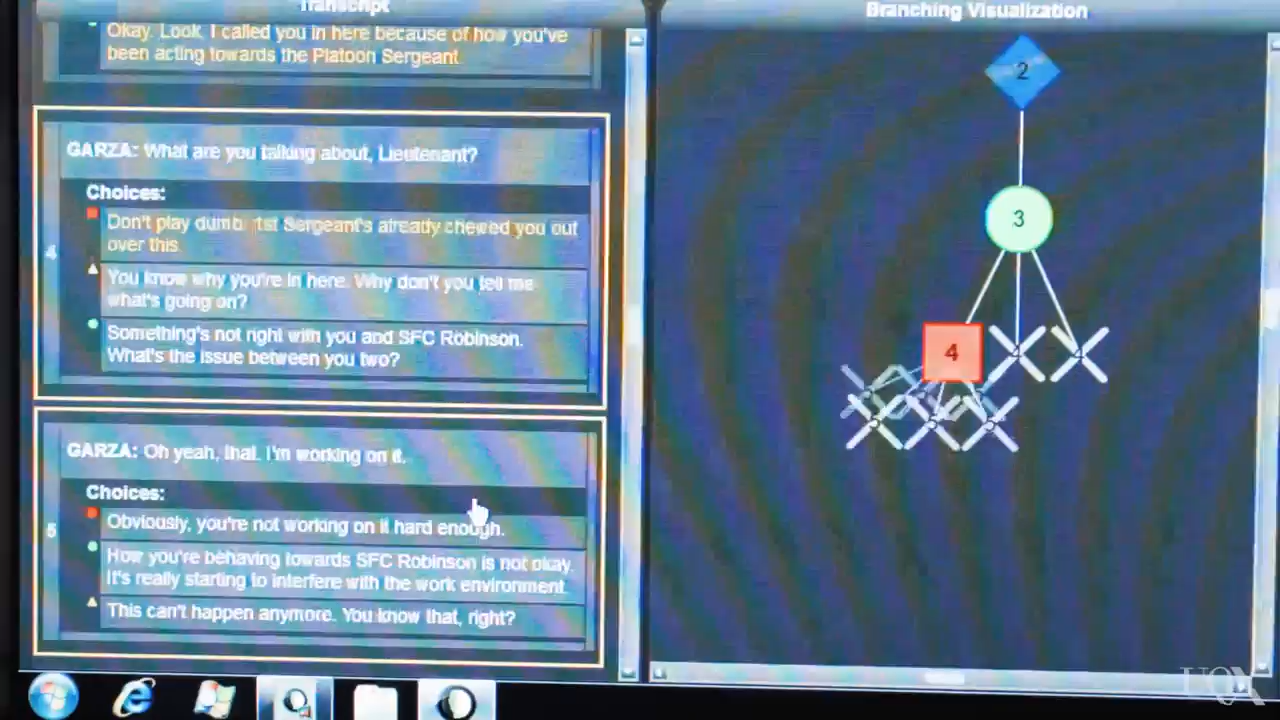 Transcript
Okay. Look, I called you in here because of how you've
been acting towards the Platoon Sergeant
4
GARZA: What are you talking about, Lieutenant?
Choices:
Don't play dumb. 1st Sergeant's already chewed you out
over this.
You know why you're in here. Why don't you tell me
what's going on?
Something's not right with you and SFC Robinson.
What's the issue between you two?
5
GARZA: Oh yeah, that. I'm working on it.
Choices:
Obviously, you're not working on it hard enough.
How you're behaving towards SFC Robinson is not okay.
It's really starting to interfere with the work environment.
This can't happen anymore. You know that, right?
Branching Visualization
2
3
4
4
4
UQx